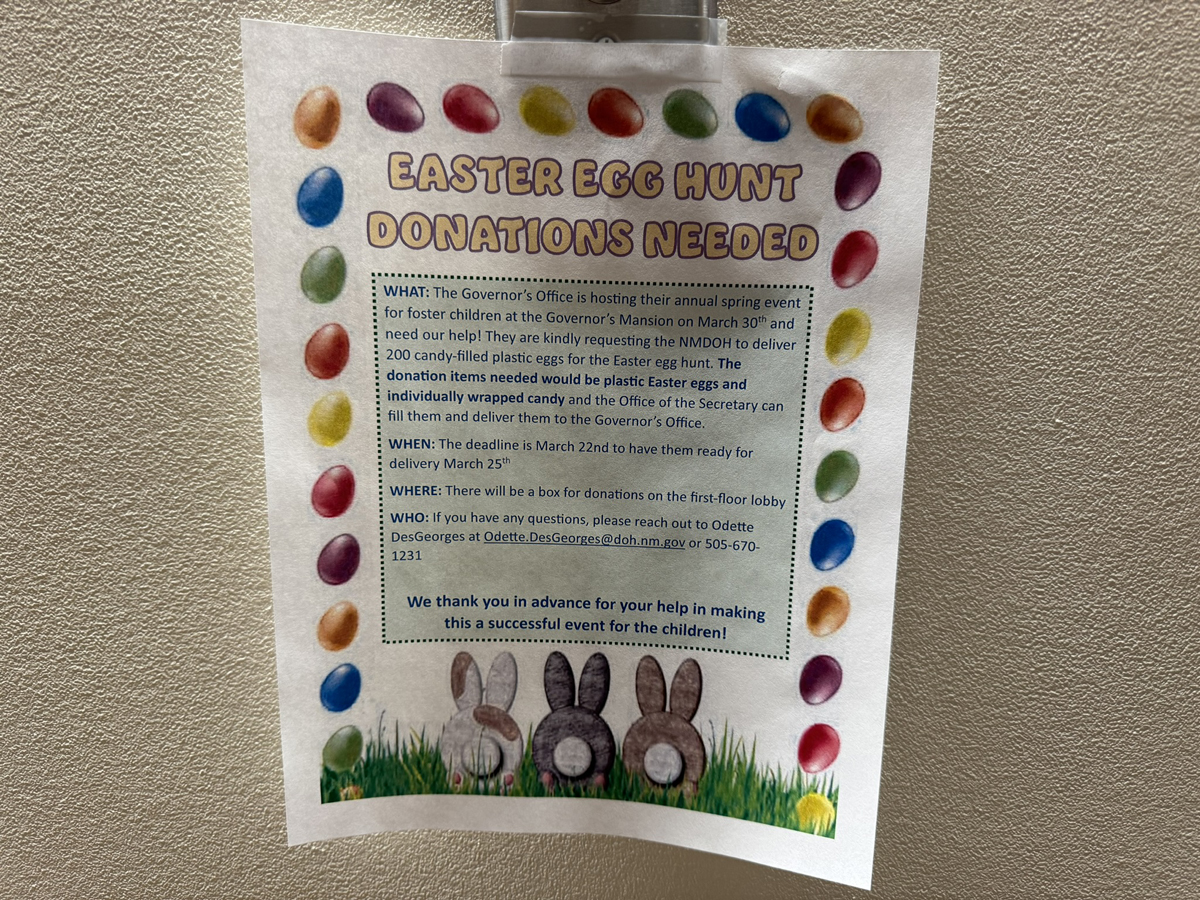 EASTER EGG HUNT
DONATIONS NEEDED
WHAT: The Governor's Office is hosting their annual spring event
for foster children at the Governor's Mansion on March 30th and
need our help! They are kindly requesting the NMDOH to deliver
200 candy-filled plastic eggs for the Easter egg hunt. The
donation items needed would be plastic Easter eggs and
individually wrapped candy and the Office of the Secretary can
fill them and deliver them to the Governor's Office.
WHEN: The deadline is March 22nd to have them ready for
delivery March 25th
WHERE: There will be a box for donations on the first-floor lobby
WHO: If you have any questions, please reach out to Odette
DesGeorges at Odette.DesGeorges@doh.nm.gov or 505-670-
1231
We thank you in advance for your help in making
this a successful event for the children!